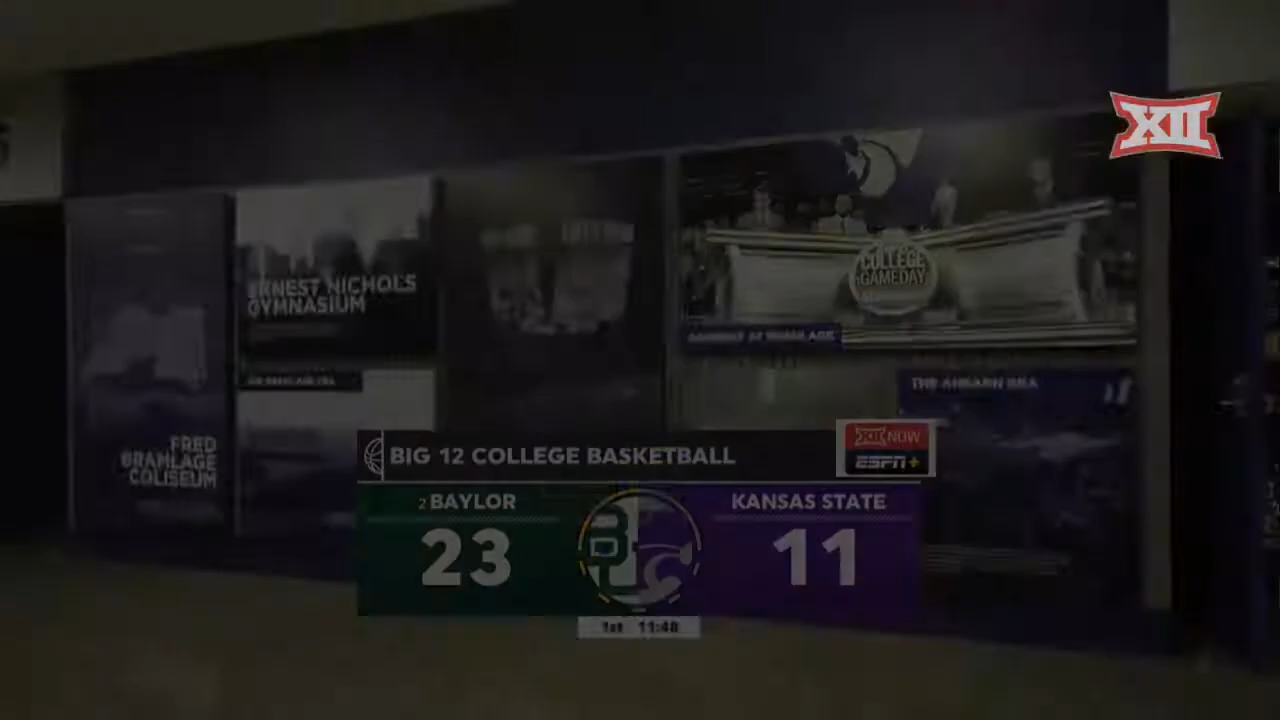 XII
ERNEST NICHOLS
GYMNASIUM
COLLEGE
GAMEDAY
THE AHEARN ERA
FRED
BRAMLAGE
COLISEUM
BIG 12 COLLEGE BASKETBALL
XII NOW
ESPN+
2 BAYLOR
KANSAS STATE
23
11
1st 11:48